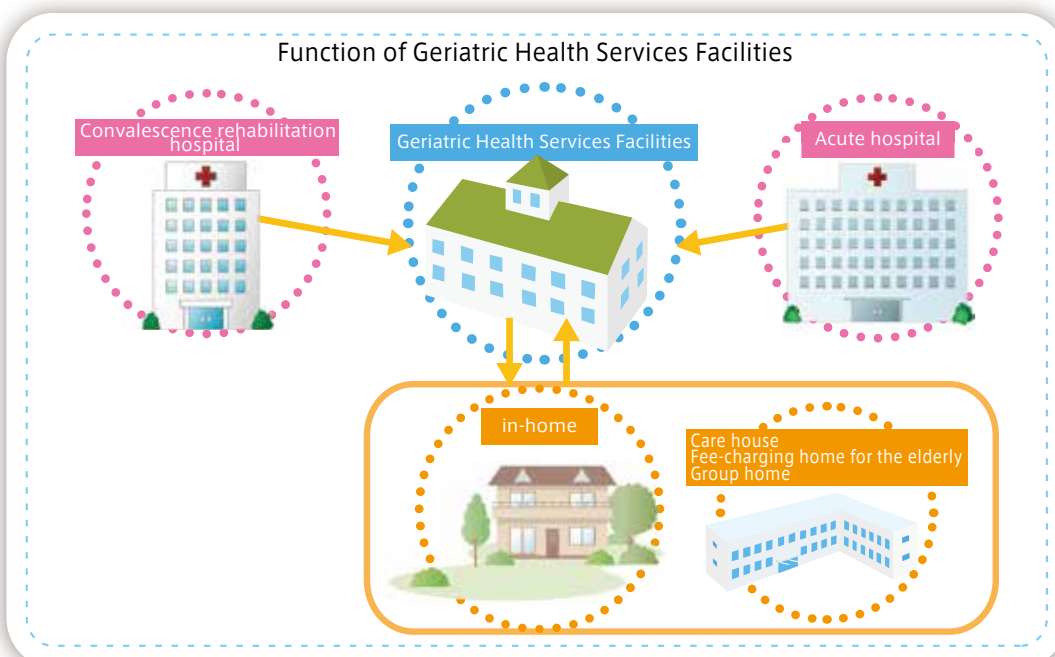 Function of Geriatric Health Services Facilities
Convalescence rehabilitation
hospital
Geriatric Health Services Facilities
Acute hospital
in-home
Care house
Fee-charging home for the elderly
Group home